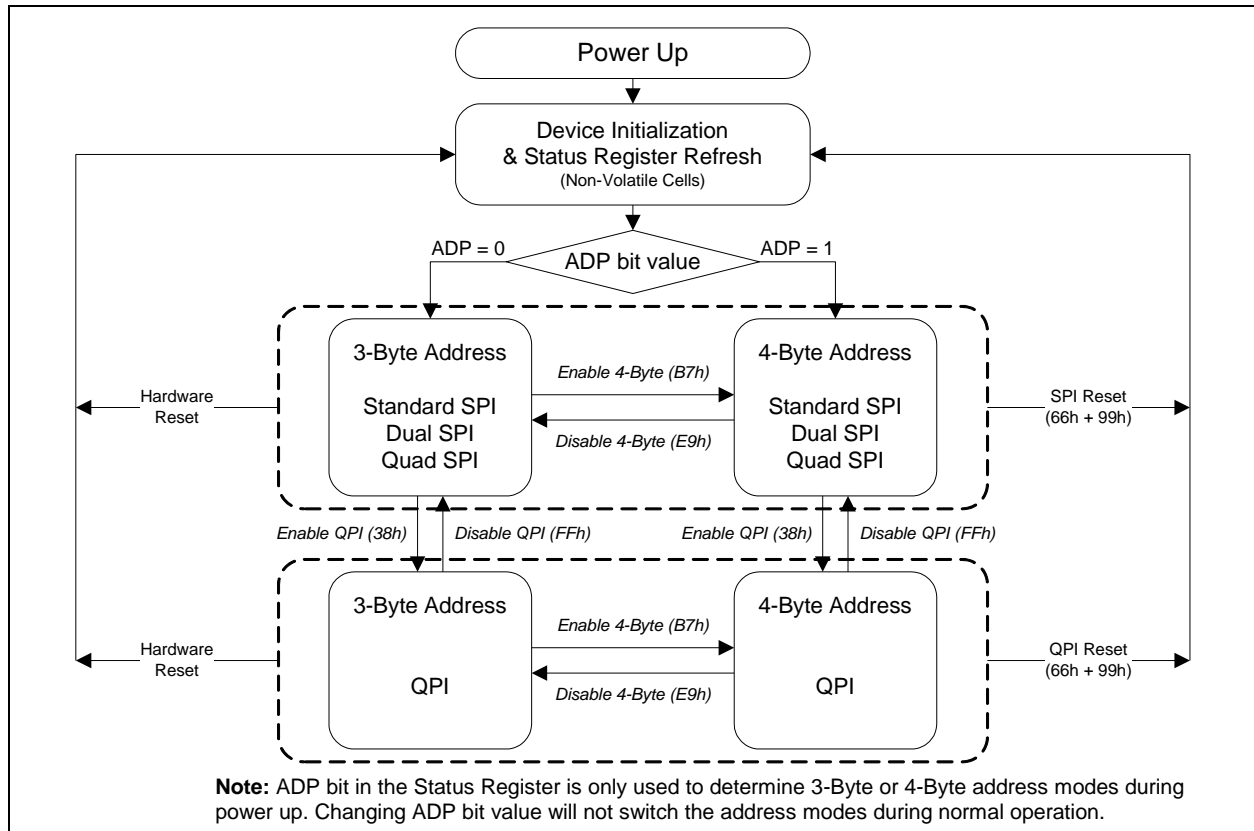 Power Up
Device Initialization
& Status Register Refresh
(Non-Volatile Cells)
ADP = 0
ADP bit value
ADP = 1
3-Byte Address
Standard SPI
Dual SPI
Quad SPI
Enable 4-Byte (B7h)
Disable 4-Byte (E9h)
4-Byte Address
Standard SPI
Dual SPI
Quad SPI
Hardware
Reset
SPI Reset
(66h + 99h)
Enable QPI (38h)
Disable QPI (FFh)
Enable QPI (38h)
Disable QPI (FFh)
3-Byte Address
QPI
Enable 4-Byte (B7h)
Disable 4-Byte (E9h)
4-Byte Address
QPI
Hardware
Reset
QPI Reset
(66h + 99h)
Note: ADP bit in the Status Register is only used to determine 3-Byte or 4-Byte address modes during
power up. Changing ADP bit value will not switch the address modes during normal operation.